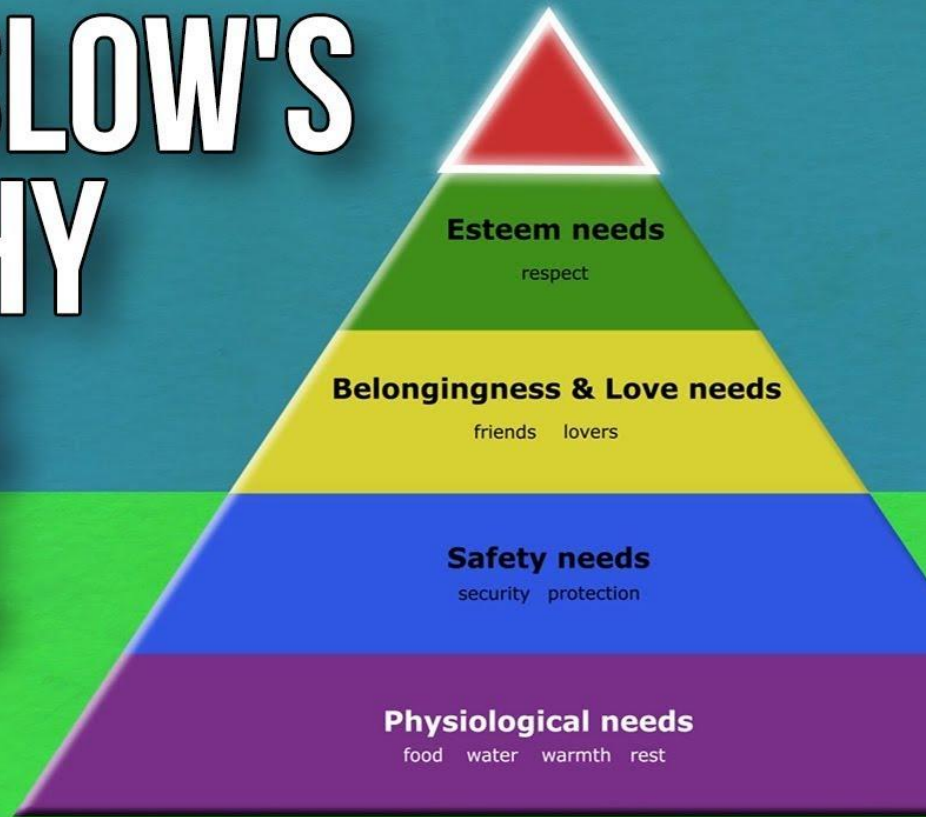 SLOW'S
HY
Esteem needs
respect
Belongingness & Love needs
friends lovers
Safety needs
security protection
Physiological needs
food water warmth rest